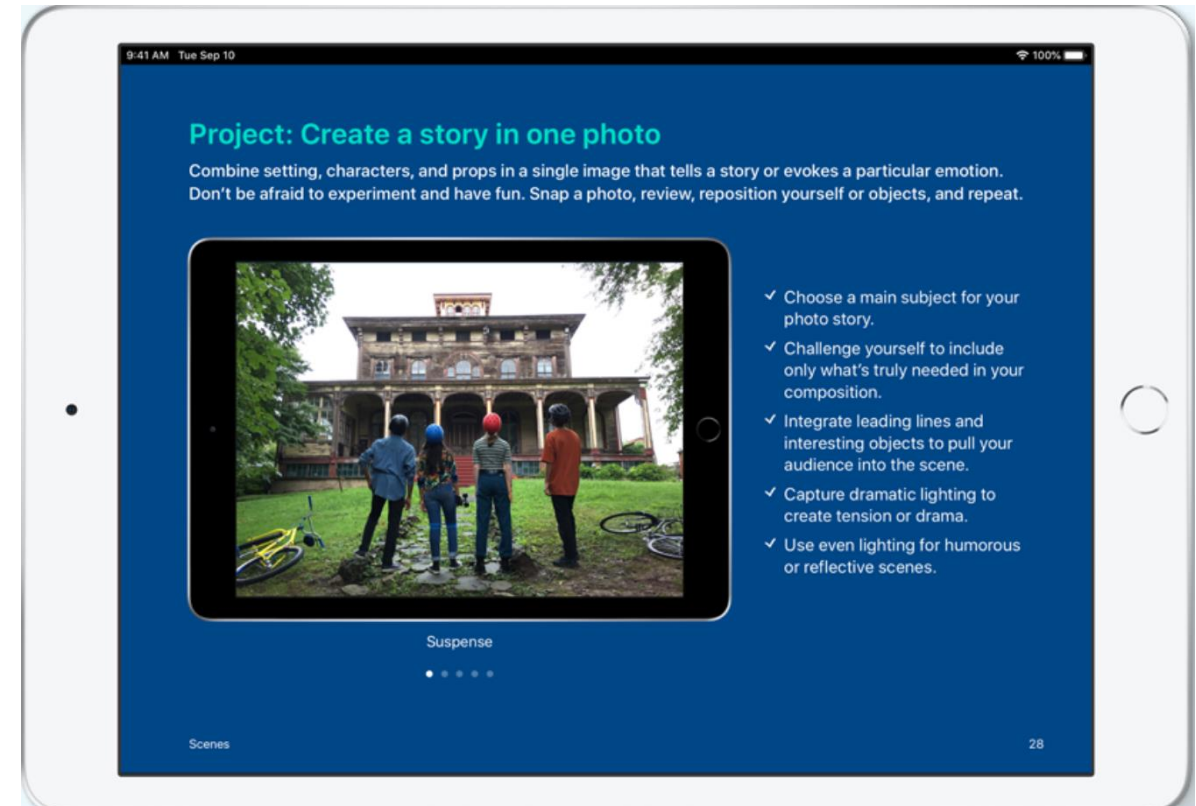 9:41 AM Tue Sep 10
100%
Project: Create a story in one photo
Combine setting, characters, and props in a single image that tells a story or evokes a particular emotion.
Don't be afraid to experiment and have fun. Snap a photo, review, reposition yourself or objects, and repeat.
✓ Choose a main subject for your
photo story.
✓ Challenge yourself to include
only what's truly needed in your
composition.
✓ Integrate leading lines and
interesting objects to pull your
audience into the scene.
✓ Capture dramatic lighting to
create tension or drama.
✓ Use even lighting for humorous
or reflective scenes.
Suspense
Scenes
28